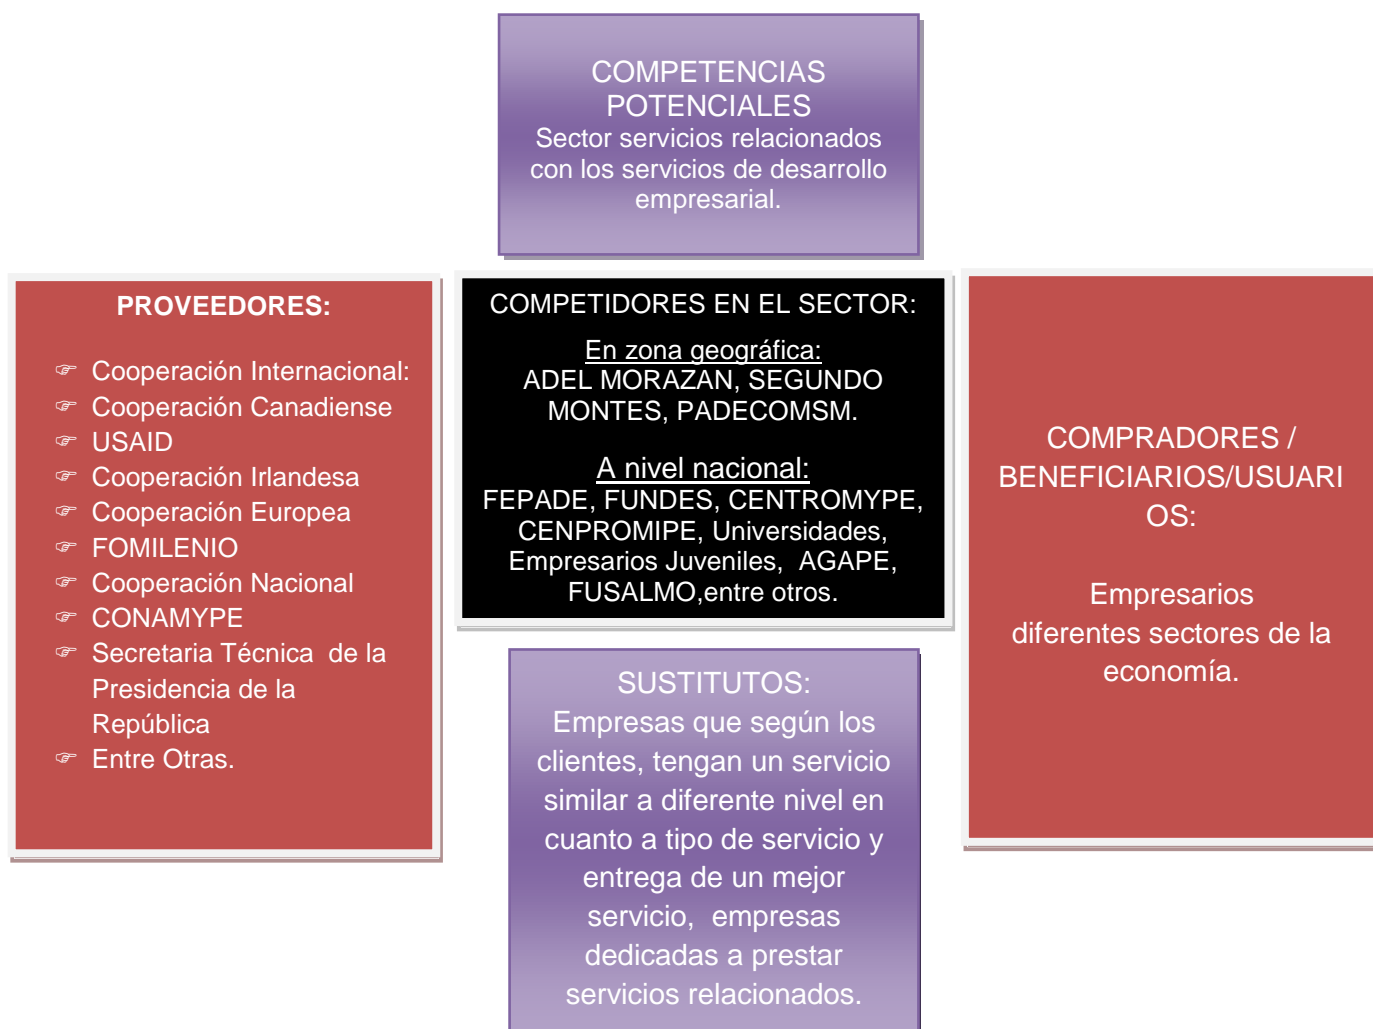 COMPETENCIAS
POTENCIALES
Sector servicios relacionados
con los servicios de desarrollo
empresarial.
PROVEEDORES:
☞ Cooperación Internacional:
☞ Cooperación Canadiense
☞ USAID
☞ Cooperación Irlandesa
☞ Cooperación Europea
☞ FOMILENIO
☞ Cooperación Nacional
☞ CONAMYPE
☞ Secretaria Técnica de la
Presidencia de la
República
☞ Entre Otras.
COMPETIDORES EN EL SECTOR:
En zona geográfica:
ADEL MORAZAN, SEGUNDO
MONTES, PADECOMSM.
A nivel nacional:
FEPADE, FUNDES, CENTROMYPE,
CENPROMIPE, Universidades,
Empresarios Juveniles, AGAPE,
FUSALMO,entre otros.
COMPRADORES /
BENEFICIARIOS/USUARI
OS:
Empresarios
diferentes sectores de la
economía.
SUSTITUTOS:
Empresas que según los
clientes, tengan un servicio
similar a diferente nivel en
cuanto a tipo de servicio y
entrega de un mejor
servicio, empresas
dedicadas a prestar
servicios relacionados.